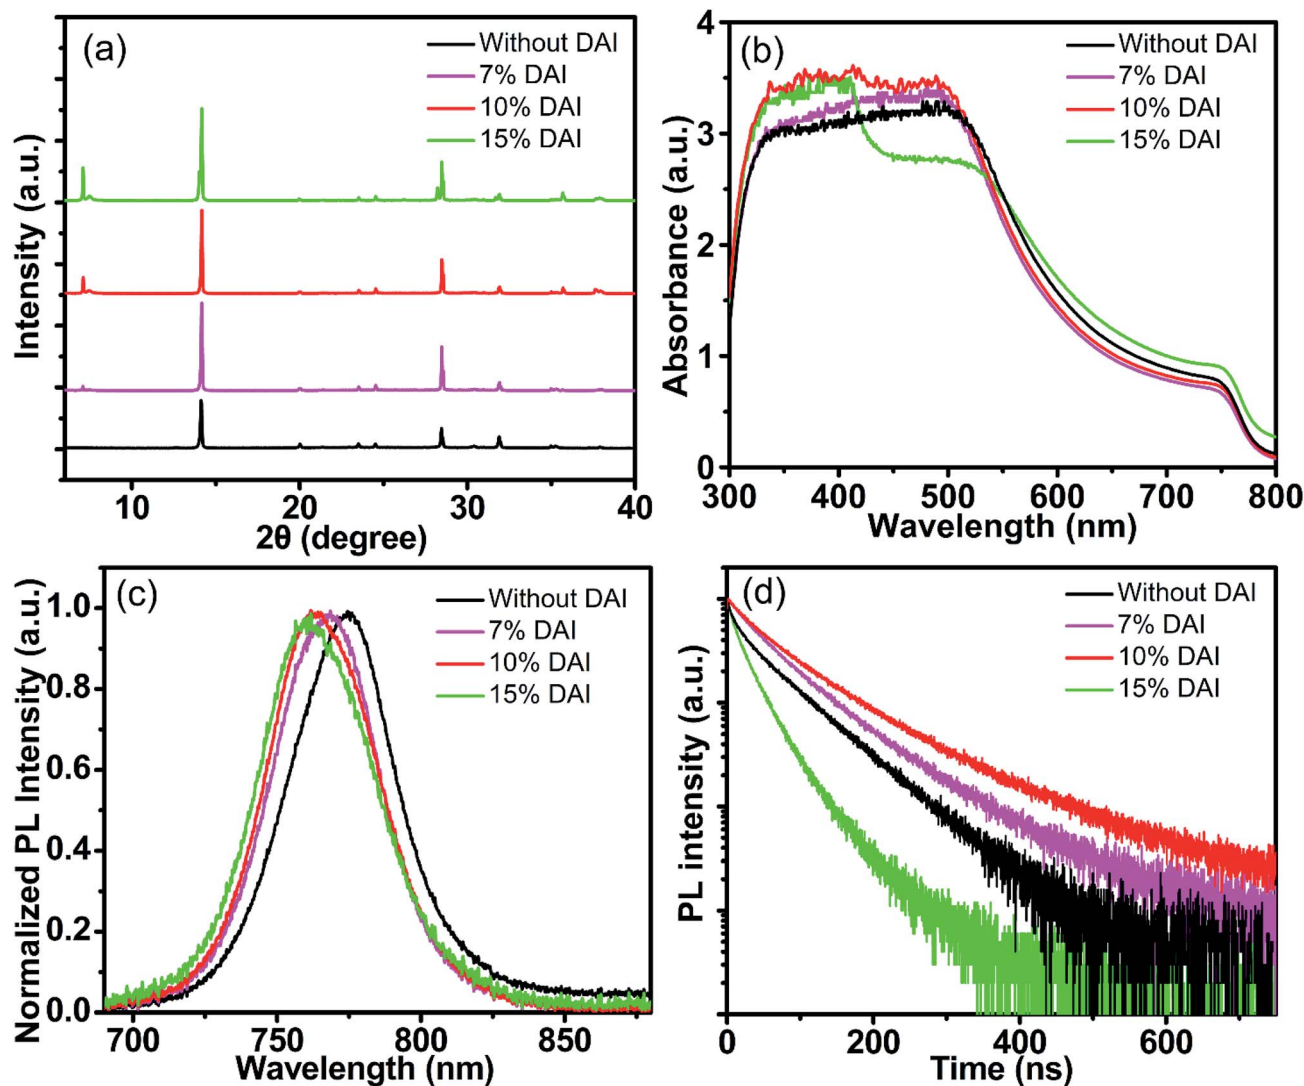 (a)
Without DAI
7% DAI
10% DAI
15% DAI
Intensity (a.u.)
10 20 30 40
2θ (degree)
(b)
Without DAI
7% DAI
10% DAI
15% DAI
Absorbance (a.u.)
4
3
2
1
0
300 400 500 600 700 800
Wavelength (nm)
(c)
Without DAI
7% DAI
10% DAI
15% DAI
Normalized PL Intensity (a.u.)
1.0
0.8
0.6
0.4
0.2
0.0
700 750 800 850
Wavelength (nm)
(d)
Without DAI
7% DAI
10% DAI
15% DAI
PL intensity (a.u.)
0 200 400 600
Time (ns)